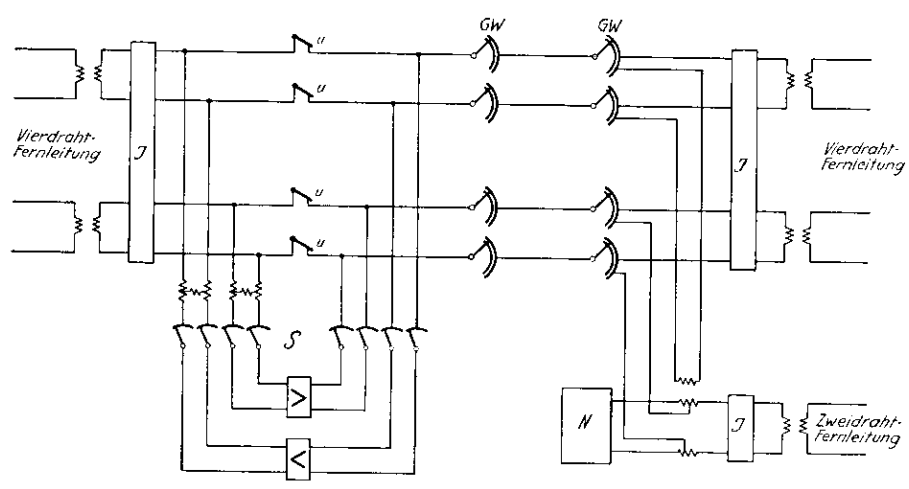 GW
GW
u
u
Vierdraht-
Fernleitung
J
J
Vierdraht-
Fernleitung
u
u
S
>
<
N
J
Zweidraht-
Fernleitung